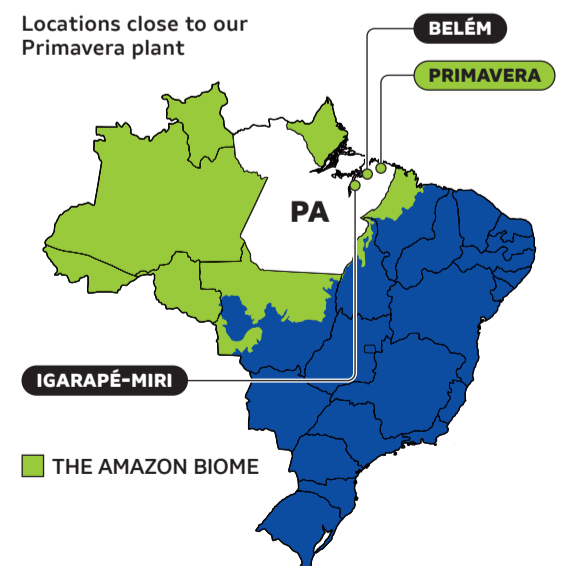 Locations close to our
Primavera plant
BELÉM
PRIMAVERA
PA
IGARAPÉ-MIRI
THE AMAZON BIOME